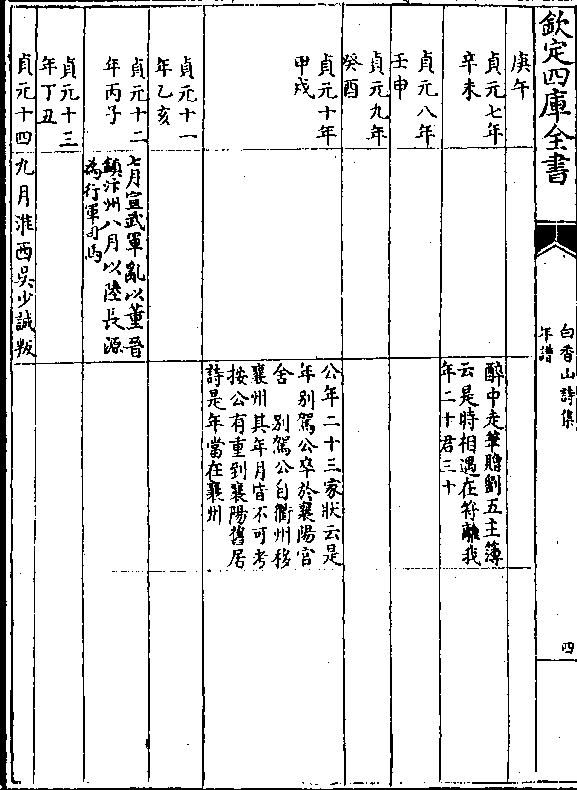 欽定四庫全書
白香山詩集
年譜
四
庚午
貞元七年
辛未
醉中走筆贈劉五主簿
云是時相遇在符離我
年二十君三十
貞元八年
壬申
貞元九年
癸酉
貞元十年
甲戌
公年二十三家狀云是
年別駕公卒於襄陽官
舍 別駕公自衢州移
襄州其年月皆不可考
按公有重到襄陽舊居
詩是年當在襄州
貞元十一
年乙亥
貞元十二
年丙子
七月宣武軍亂以董晉
鎮汴州八月以陸長源
為行軍司馬
貞元十三
年丁丑
貞元十四
九月淮西吳少誠叛